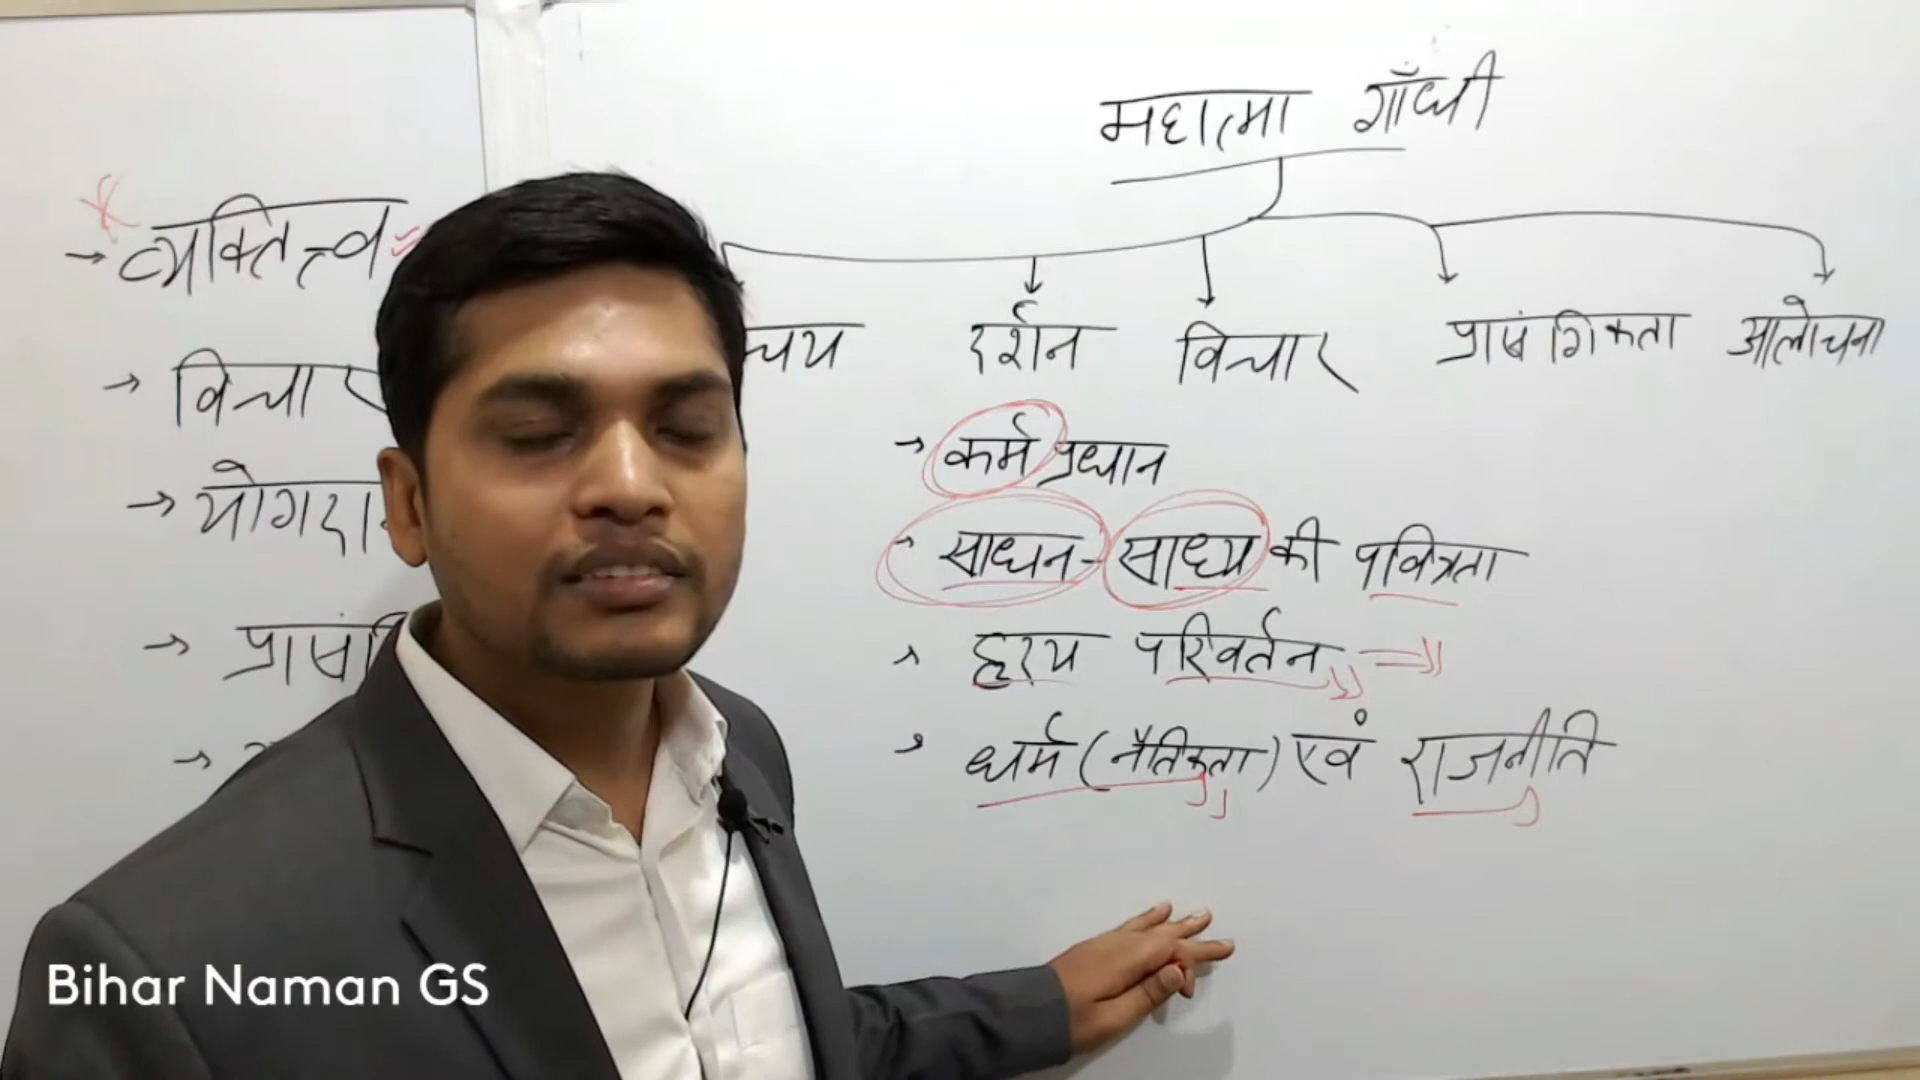 महात्मा गाँधी
व्यक्तित्व
दर्शन विचार प्रासंगिकता आलोचना
कर्म प्रधान
साधन-साध्य की पवित्रता
हृदय परिवर्तन
धर्म (नैतिकता) एवं राजनीति
Bihar Naman GS